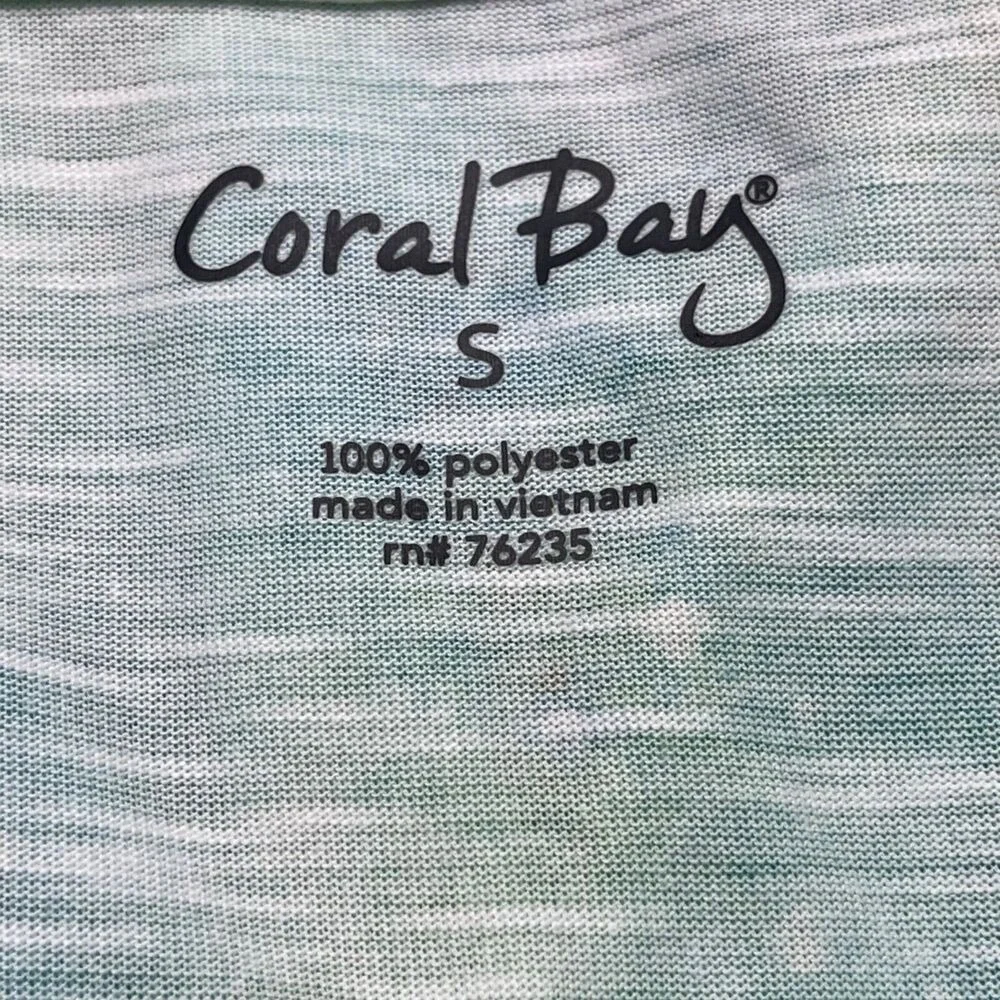 Coral Bay®
S
100% polyester
made in vietnam
rn# 76235